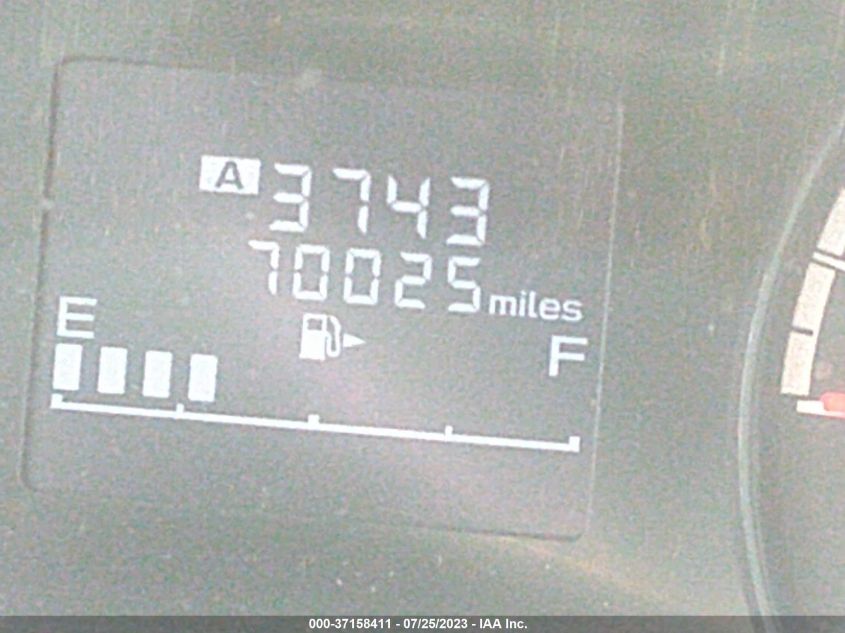 A 3743
70025 miles
E
F
000-37158411 - 07/25/2023 - IAA Inc.